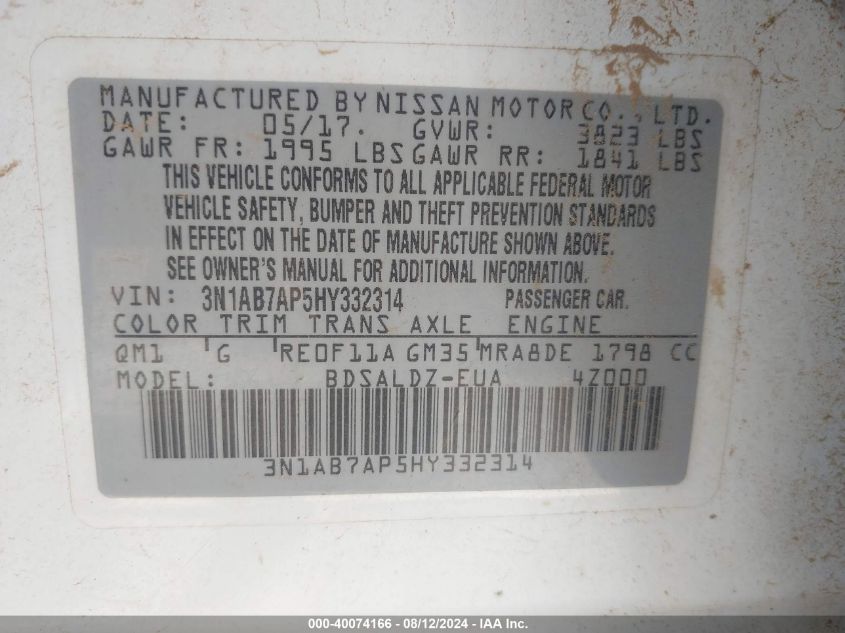 MANUFACTURED BY NISSAN MOTOR CO., LTD.
DATE: 05/17. GVWR: 3823 LBS
GAWR FR: 1995 LBS GAWR RR: 1841 LBS
THIS VEHICLE CONFORMS TO ALL APPLICABLE FEDERAL MOTOR
VEHICLE SAFETY, BUMPER AND THEFT PREVENTION STANDARDS
IN EFFECT ON THE DATE OF MANUFACTURE SHOWN ABOVE.
SEE OWNER'S MANUAL FOR ADDITIONAL INFORMATION.
VIN: 3N1AB7AP5HY332314 PASSENGER CAR.
COLOR TRIM TRANS AXLE ENGINE
QM1 'G 'RE0F11A GM35'MRA8DE 1798 CC
MODEL: BDSALDZ-EUA 4Z000
3N1AB7AP5HY332314
000-40074166 - 08/12/2024 - IAA Inc.